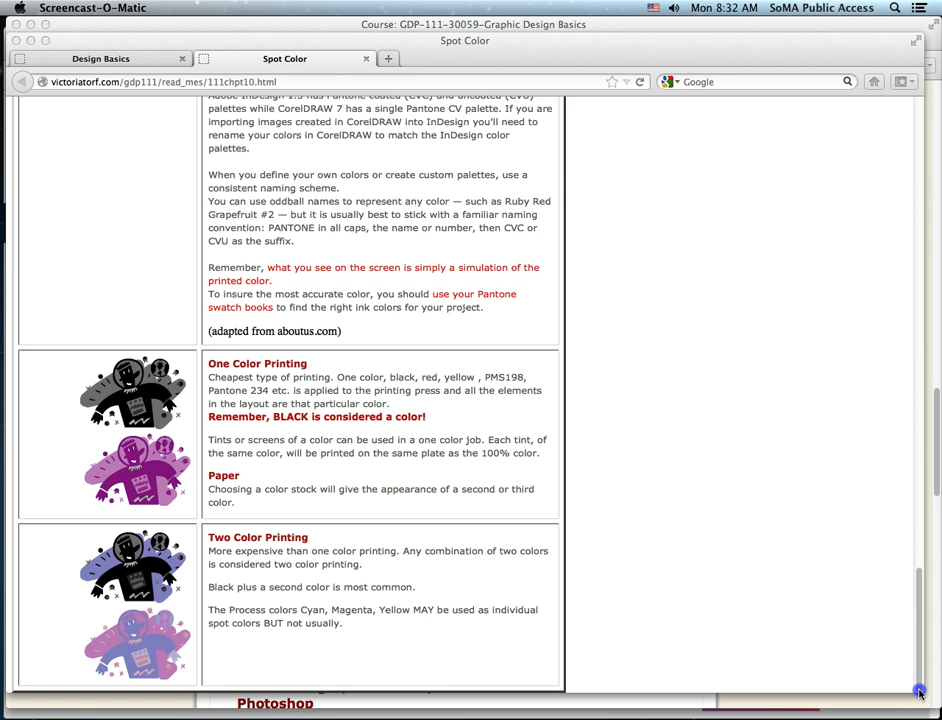 Screencast-O-Matic
Mon 8:32 AM SoMA Public Access
Course: GDP-111-30059-Graphic Design Basics
Spot Color
Design Basics
Spot Color
victoriatorf.com/gdp111/read_mes/111chpt10.html
Google
Adobe InDesign 1.5 has Pantone coated (CVC) and uncoated (CVU)
palettes while CorelDRAW 7 has a single Pantone CV palette. If you are
importing images created in CorelDRAW into InDesign you'll need to
rename your colors in CorelDRAW to match the InDesign color
palettes.
When you define your own colors or create custom palettes, use a
consistent naming scheme.
You can use oddball names to represent any color — such as Ruby Red
Grapefruit #2 — but it is usually best to stick with a familiar naming
convention: PANTONE in all caps, the name or number, then CVC or
CVU as the suffix.
Remember, what you see on the screen is simply a simulation of the
printed color.
To insure the most accurate color, you should use your Pantone
swatch books to find the right ink colors for your project.
(adapted from aboutus.com)
One Color Printing
Cheapest type of printing. One color, black, red, yellow , PMS198,
Pantone 234 etc. is applied to the printing press and all the elements
in the layout are that particular color.
Remember, BLACK is considered a color!
Tints or screens of a color can be used in a one color job. Each tint, of
the same color, will be printed on the same plate as the 100% color.
Paper
Choosing a color stock will give the appearance of a second or third
color.
Two Color Printing
More expensive than one color printing. Any combination of two colors
is considered two color printing.
Black plus a second color is most common.
The Process colors Cyan, Magenta, Yellow MAY be used as individual
spot colors BUT not usually.
Photoshop